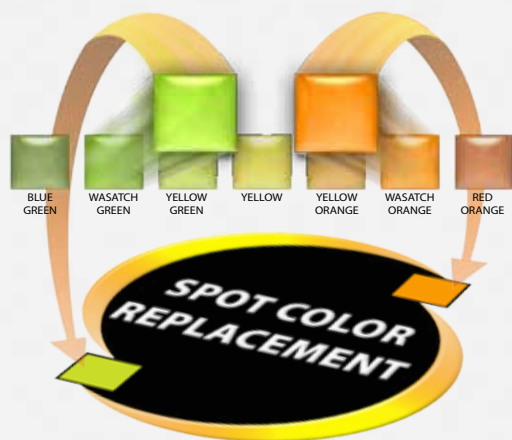 BLUE
GREEN
WASATCH
GREEN
YELLOW
GREEN
YELLOW
YELLOW
ORANGE
WASATCH
ORANGE
RED
ORANGE
SPOT COLOR
REPLACEMENT